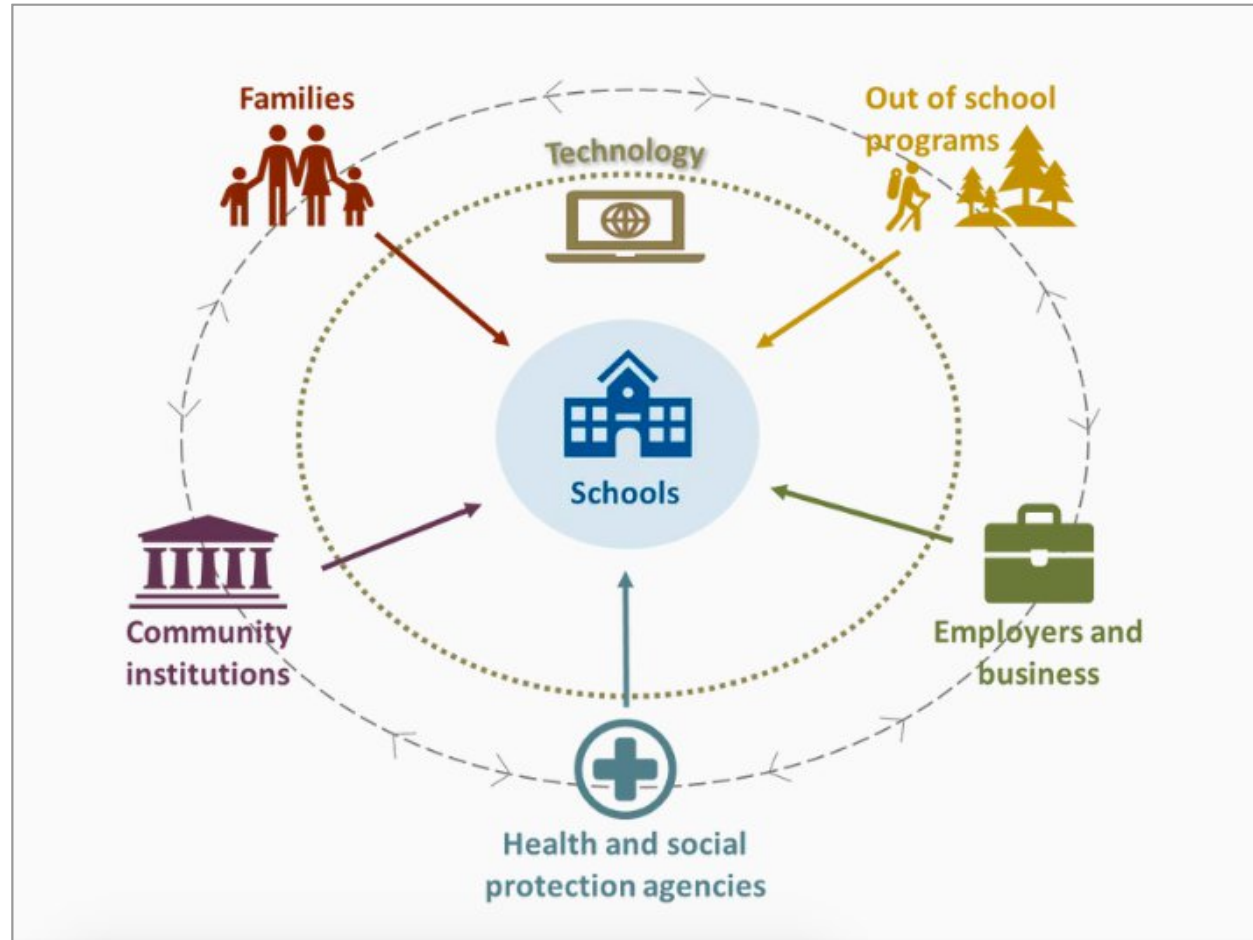 Families
Out of school
programs
Technology
Schools
Community
institutions
Employers and
business
Health and social
protection agencies